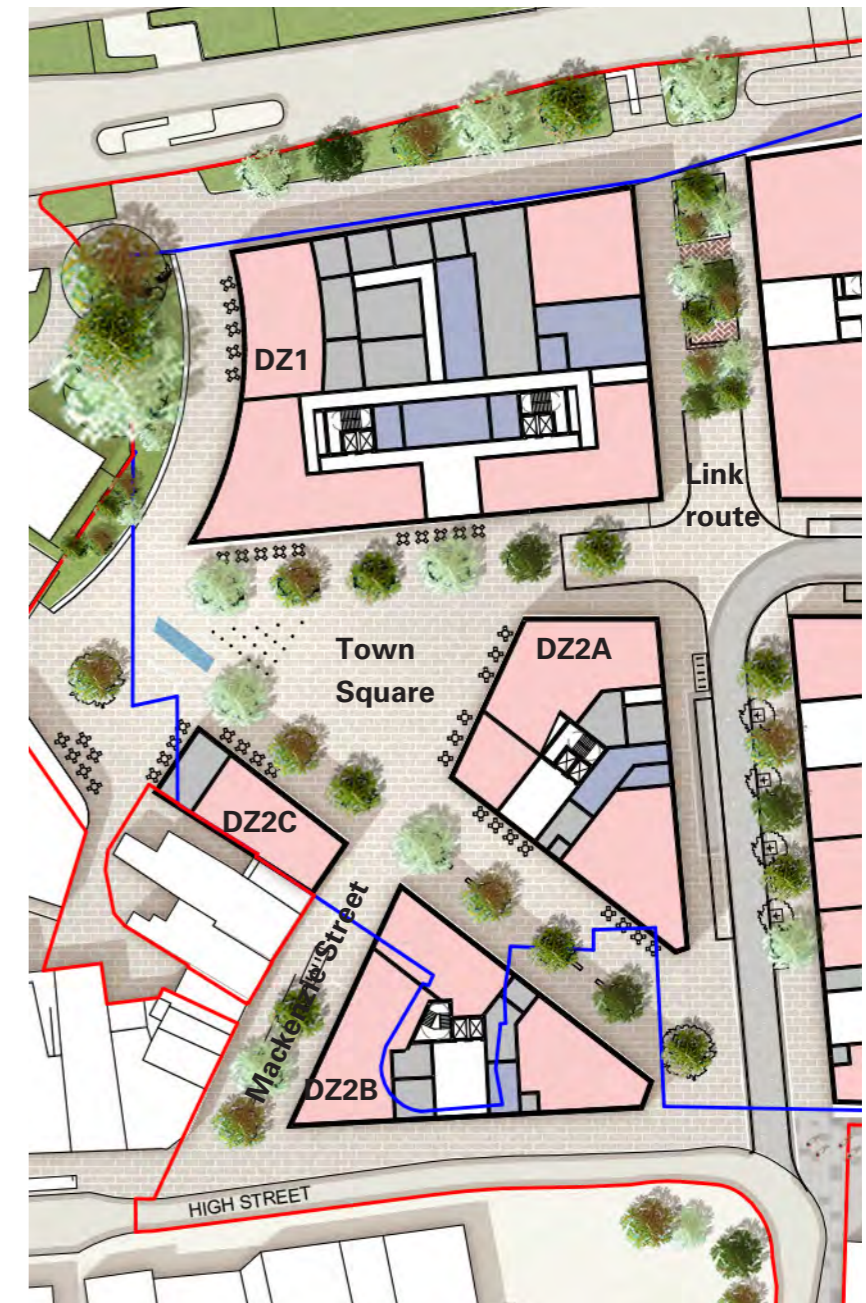 DZ1
Link
route
Town
Square
DZ2A
DZ2C
Mackenzie Street
DZ2B
HIGH STREET